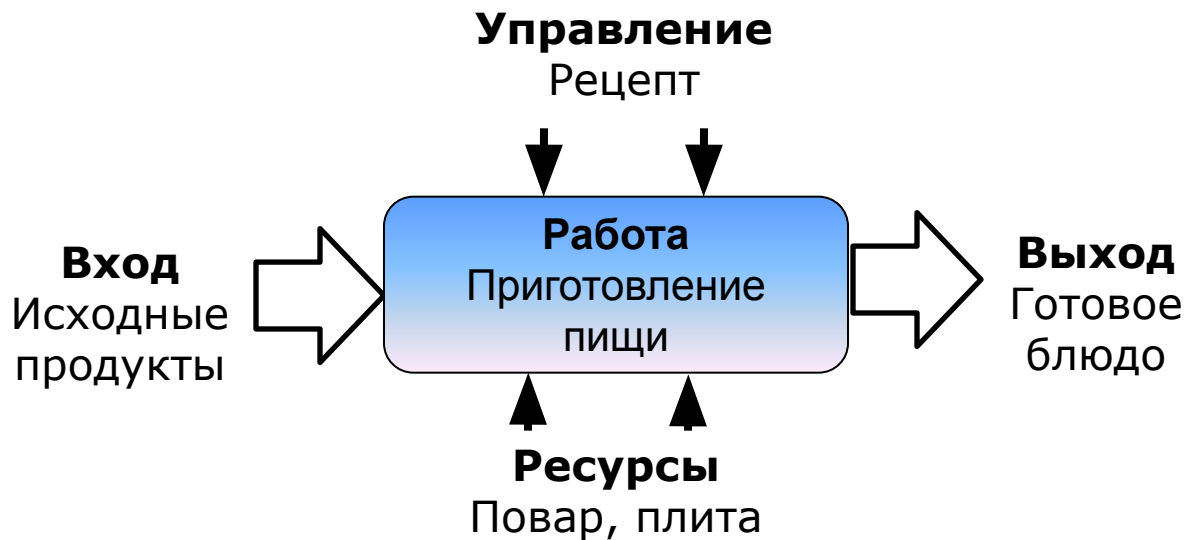 Управление
Рецепт
Работа
Приготовление
пищи
Вход
Исходные
продукты
Выход
Готовое
блюдо
Ресурсы
Повар, плита